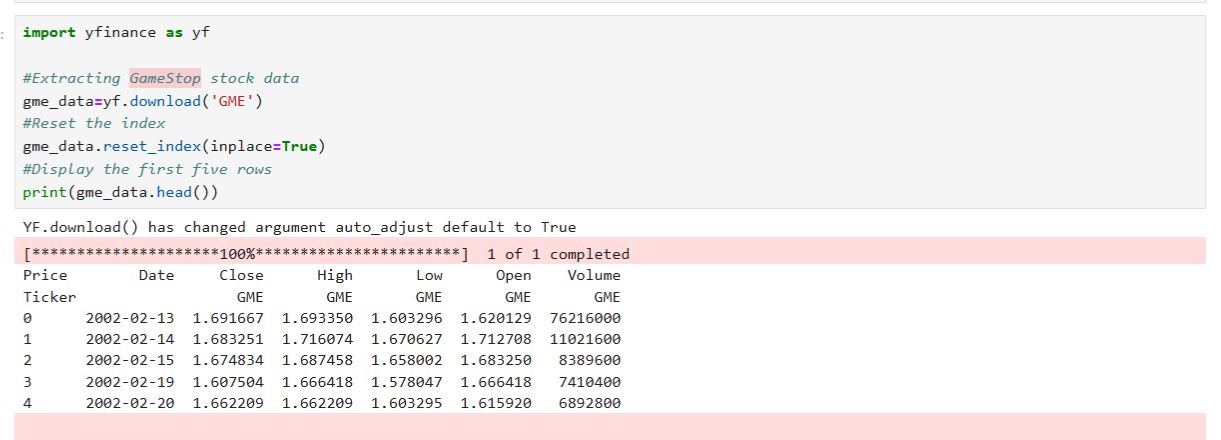 import yfinance as yf
#Extracting GameStop stock data
gme_data=yf.download('GME')
#Reset the index
gme_data.reset_index(inplace=True)
#Display the first five rows
print(gme_data.head())
YF.download() has changed argument auto_adjust default to True
[*********************100%***********************]  1 of 1 completed
Price        Date     Close      High       Low      Open    Volume
Ticker                  GME       GME       GME       GME       GME
0      2002-02-13  1.691667  1.693350  1.603296  1.620129  76216000
1      2002-02-14  1.683251  1.716074  1.670627  1.712708  11021600
2      2002-02-15  1.674834  1.687458  1.658002  1.683250   8389600
3      2002-02-19  1.607504  1.666418  1.578047  1.666418   7410400
4      2002-02-20  1.662209  1.662209  1.603295  1.615920   6892800